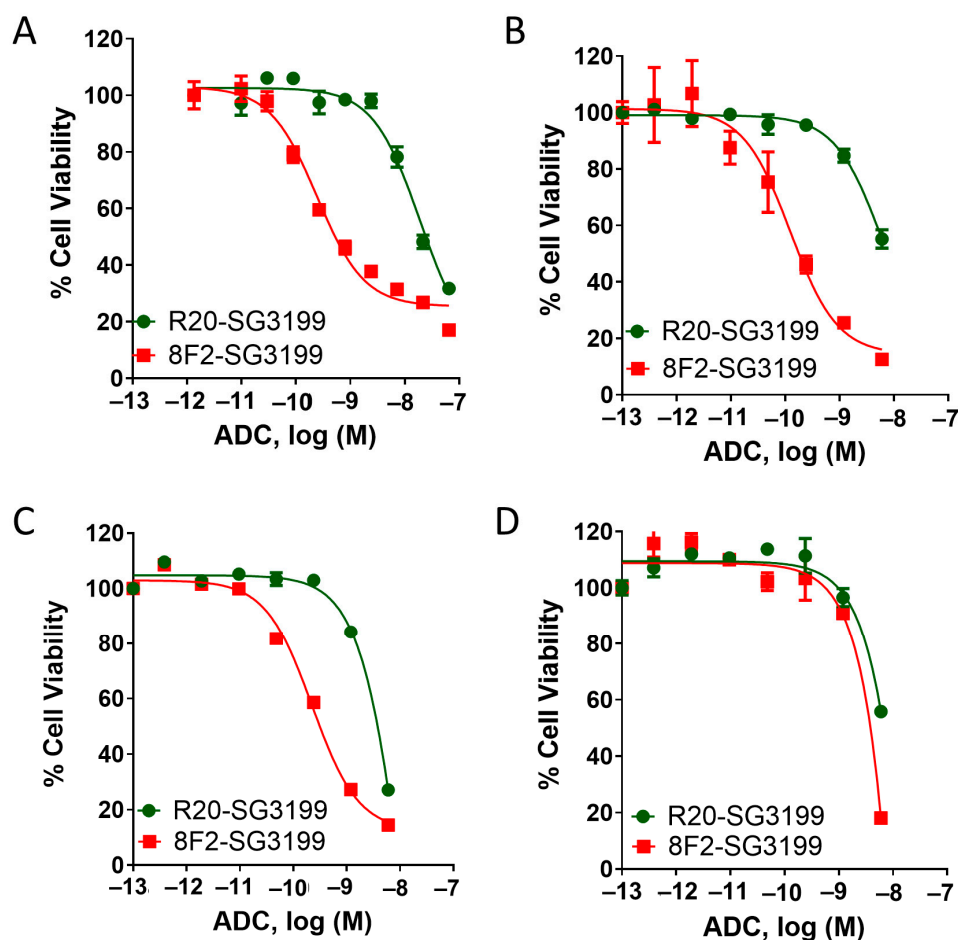 A
% Cell Viability
120
100
80
60
40
20
0
R20-SG3199
8F2-SG3199
–13 –12 –11 –10 –9 –8 –7
ADC, log (M)
B
% Cell Viability
120
100
80
60
40
20
0
R20-SG3199
8F2-SG3199
–13 –12 –11 –10 –9 –8 –7
ADC, log (M)
C
% Cell Viability
120
100
80
60
40
20
0
R20-SG3199
8F2-SG3199
–13 –12 –11 –10 –9 –8 –7
ADC, log (M)
D
% Cell Viability
120
100
80
60
40
20
0
R20-SG3199
8F2-SG3199
–13 –12 –11 –10 –9 –8 –7
ADC, log (M)